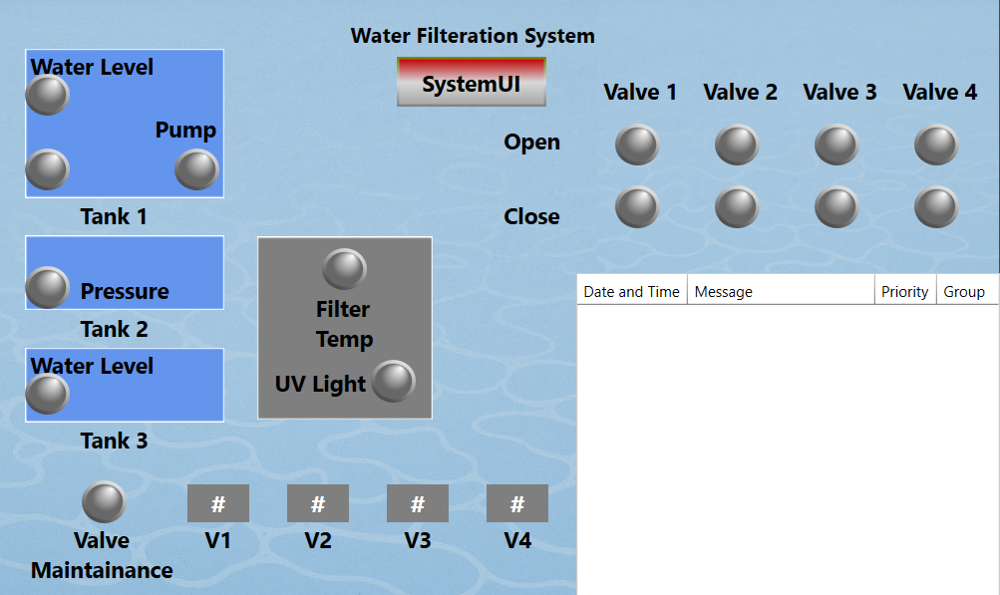 Water Filteration System
SystemUI
Water Level
Pump
Tank 1
Pressure
Tank 2
Water Level
Tank 3
Filter
Temp
UV Light
Valve 1 Valve 2 Valve 3 Valve 4
Open
Close
Date and Time Message Priority Group
Valve
Maintainance
# # # #
V1 V2 V3 V4